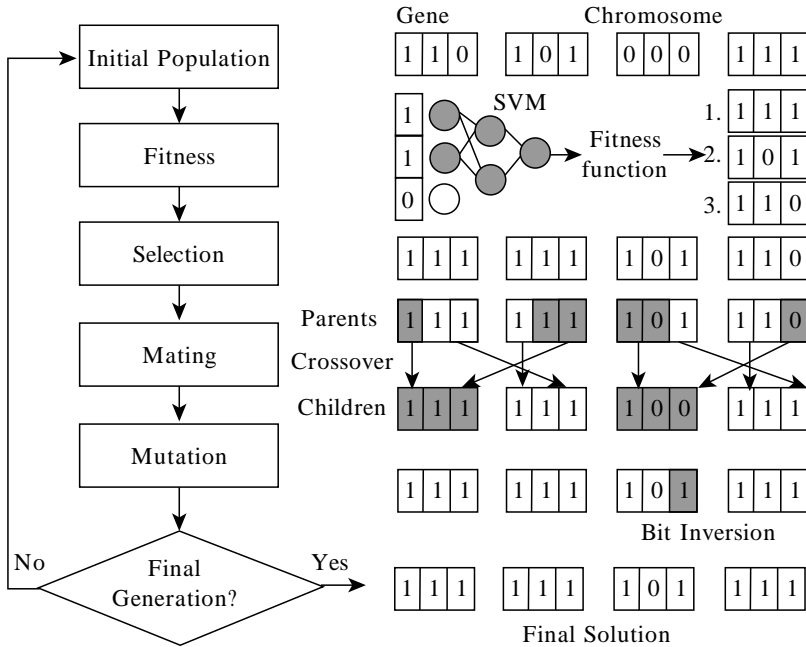 Gene Chromosome
Initial Population 1 1 0 1 0 1 0 0 0 1 1 1
SVM
1 1. 1 1 1
Fitness 1 Fitness function 2. 1 0 1
0 3. 1 1 0
Selection 1 1 1 1 1 1 1 0 1 1 1 0
Parents 1 1 1 1 1 1 1 0 1 1 1 0
Mating Crossover
Children 1 1 1 1 1 1 1 0 0 1 1 1
Mutation
1 1 1 1 1 1 1 0 1 1 1 1
Bit Inversion
No Final Generation? Yes
1 1 1 1 1 1 1 0 1 1 1 1
Final Solution